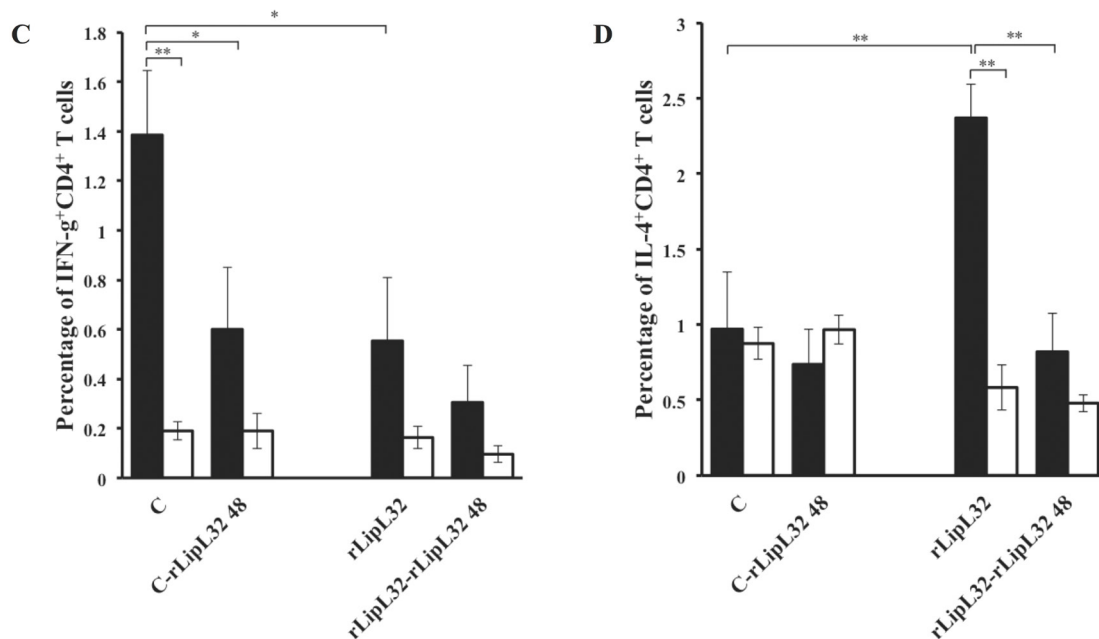 C
Percentage of IFN-g+CD4+ T cells
1.8
1.6
1.4
1.2
1
0.8
0.6
0.4
0.2
0
*
*
**
C
C-rLipL32 48
rLipL32
rLipL32-rLipL32 48
D
Percentage of IL-4+CD4+ T cells
3
2.5
2
1.5
1
0.5
0
**
**
**
C
C-rLipL32 48
rLipL32
rLipL32-rLipL32 48